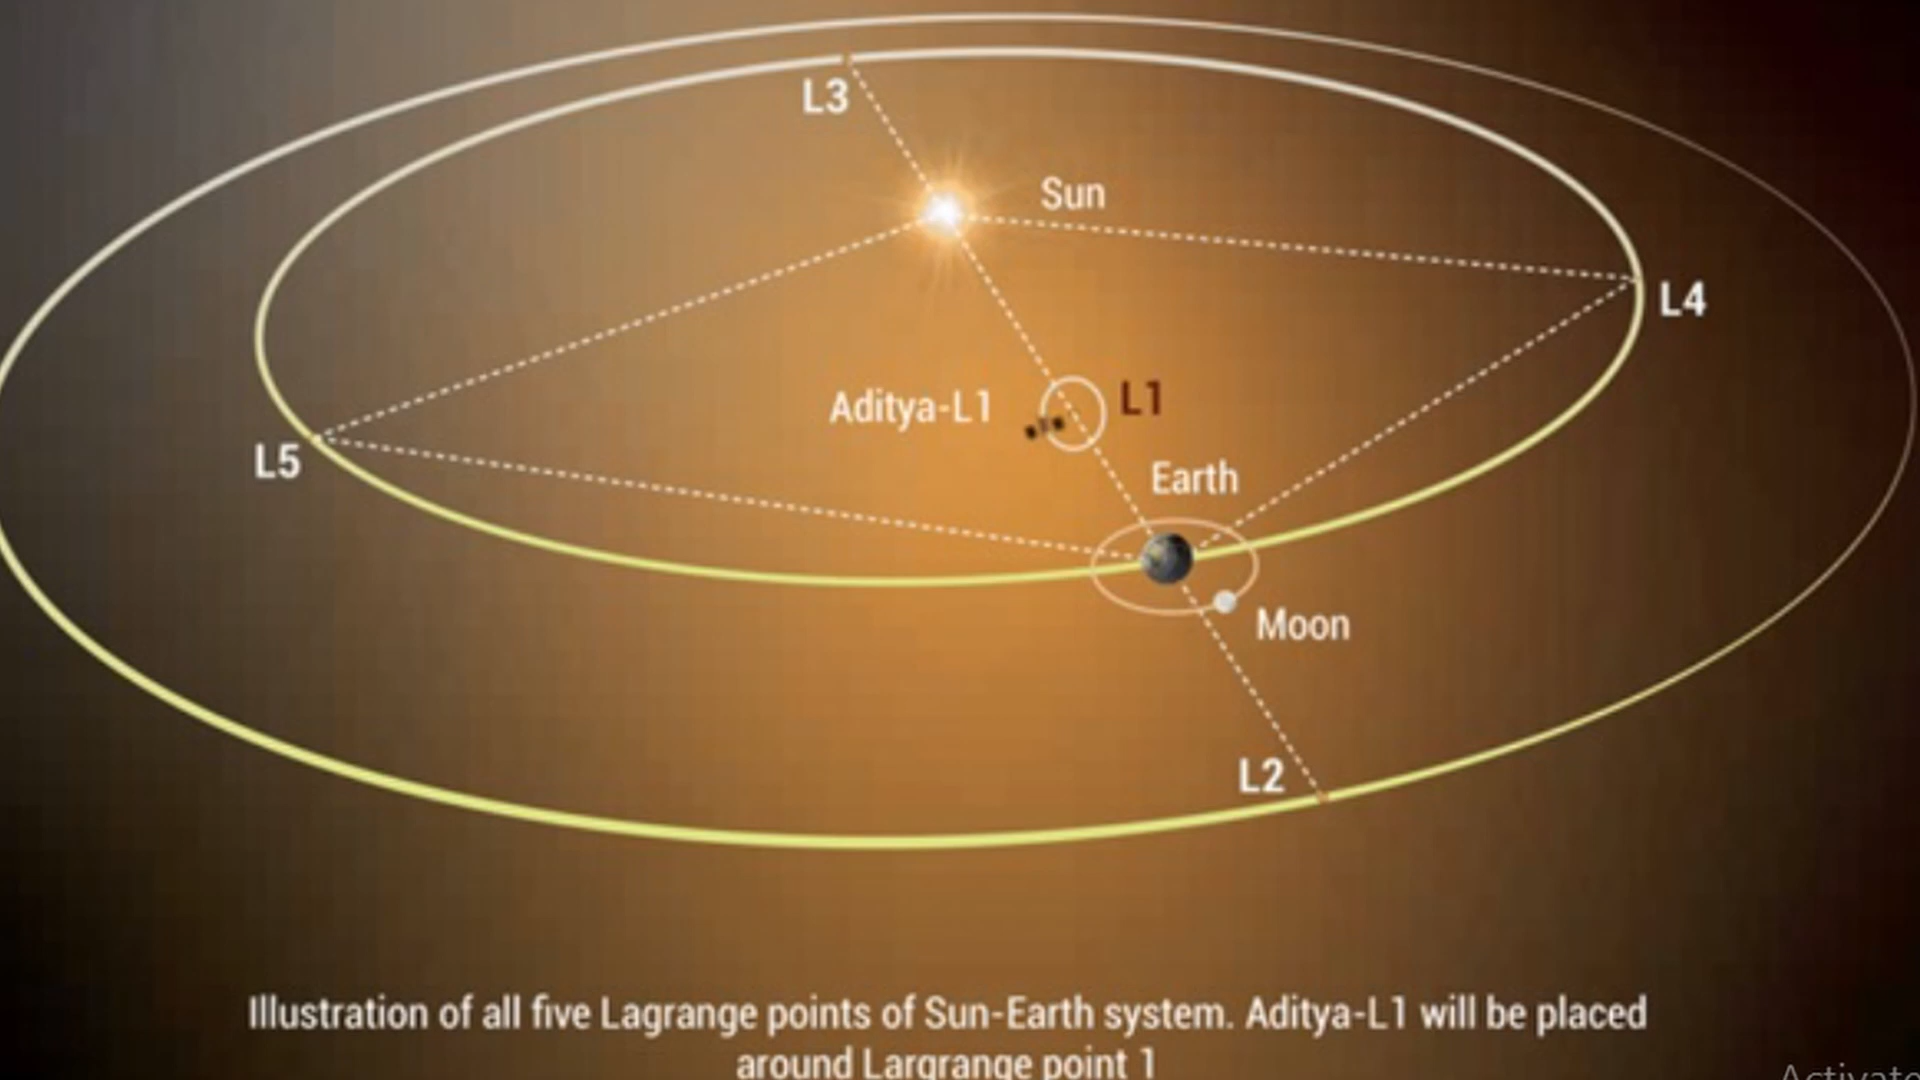 L3
Sun
L4
Aditya-L1
L1
L5
Earth
Moon
L2
Illustration of all five Lagrange points of Sun-Earth system. Aditya-L1 will be placed
around Largrange point 1
Activate